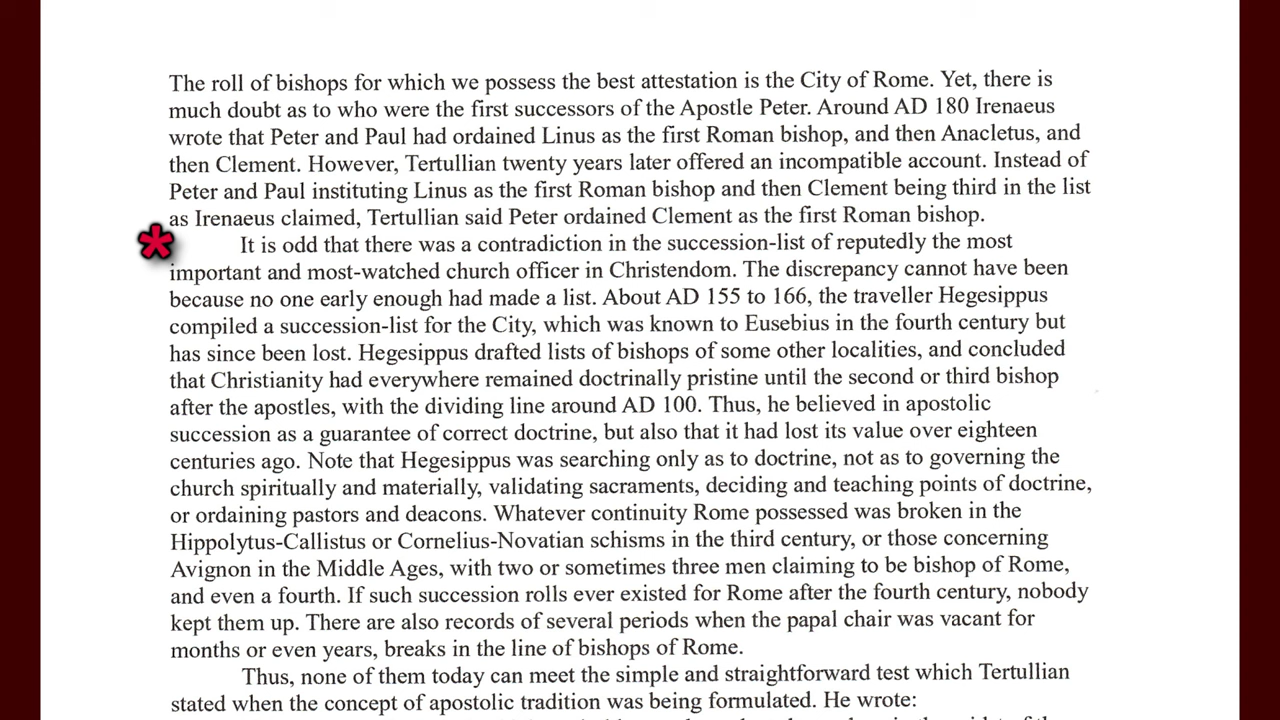 The roll of bishops for which we possess the best attestation is the City of Rome. Yet, there is
much doubt as to who were the first successors of the Apostle Peter. Around AD 180 Irenaeus
wrote that Peter and Paul had ordained Linus as the first Roman bishop, and then Anacletus, and
then Clement. However, Tertullian twenty years later offered an incompatible account. Instead of
Peter and Paul instituting Linus as the first Roman bishop and then Clement being third in the list
as Irenaeus claimed, Tertullian said Peter ordained Clement as the first Roman bishop.
* It is odd that there was a contradiction in the succession-list of reputedly the most
important and most-watched church officer in Christendom. The discrepancy cannot have been
because no one early enough had made a list. About AD 155 to 166, the traveller Hegesippus
compiled a succession-list for the City, which was known to Eusebius in the fourth century but
has since been lost. Hegesippus drafted lists of bishops of some other localities, and concluded
that Christianity had everywhere remained doctrinally pristine until the second or third bishop
after the apostles, with the dividing line around AD 100. Thus, he believed in apostolic
succession as a guarantee of correct doctrine, but also that it had lost its value over eighteen
centuries ago. Note that Hegesippus was searching only as to doctrine, not as to governing the
church spiritually and materially, validating sacraments, deciding and teaching points of doctrine,
or ordaining pastors and deacons. Whatever continuity Rome possessed was broken in the
Hippolytus-Callistus or Cornelius-Novatian schisms in the third century, or those concerning
Avignon in the Middle Ages, with two or sometimes three men claiming to be bishop of Rome,
and even a fourth. If such succession rolls ever existed for Rome after the fourth century, nobody
kept them up. There are also records of several periods when the papal chair was vacant for
months or even years, breaks in the line of bishops of Rome.
Thus, none of them today can meet the simple and straightforward test which Tertullian
stated when the concept of apostolic tradition was being formulated. He wrote: